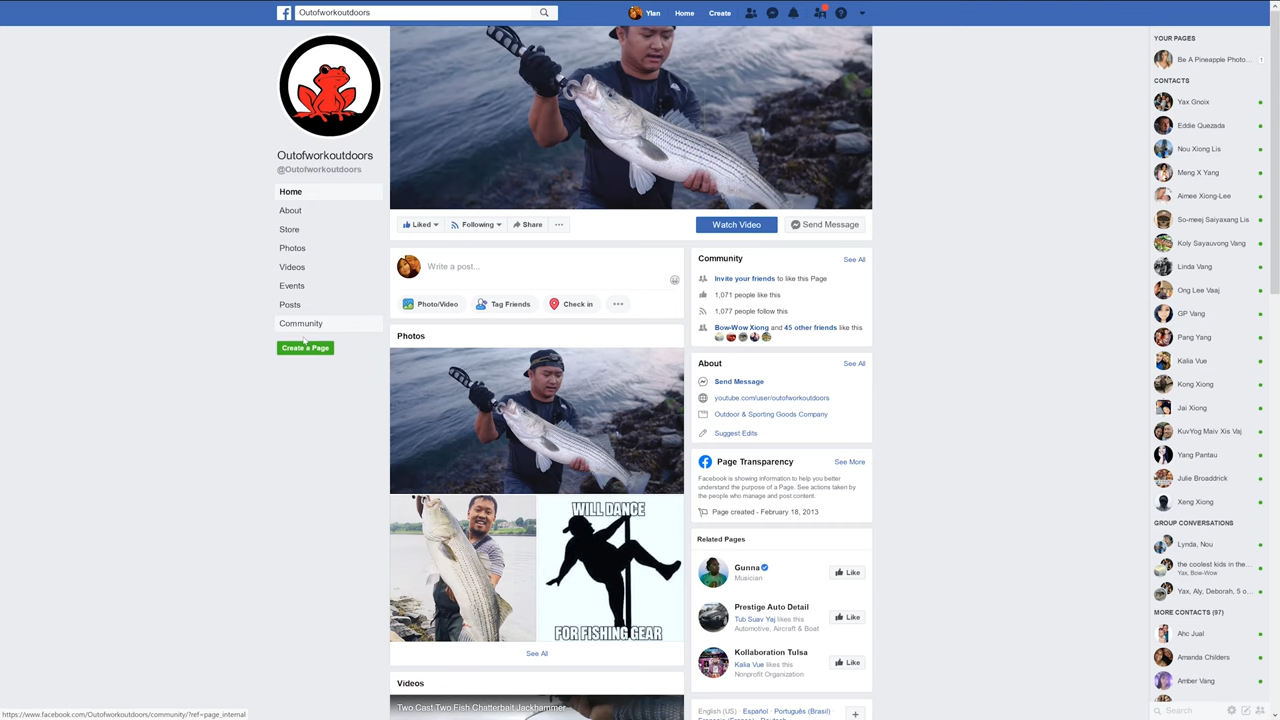 Outofworkoutdoors
Ylan
Home
Create
Outofworkoutdoors
@Outofworkoutdoors
Home
About
Store
Photos
Videos
Events
Posts
Community
Create a Page
Liked
Following
Share
Watch Video
Send Message
Write a post...
Photo/Video
Tag Friends
Check in
Photos
WILL DANCE
FOR FISHING GEAR
See All
Videos
Two Cast Two Fish Chatterbait Jackhammer
Community
See All
Invite your friends to like this Page
1,071 people like this
1,077 people follow this
Bow-Wow Xiong and 45 other friends like this
About
See All
Send Message
youtube.com/user/outofworkoutdoors
Outdoor & Sporting Goods Company
Suggest Edits
Page Transparency
See More
Facebook is showing information to help you better
understand the purpose of a Page. See actions taken by
the people who manage and post content.
Page created - February 18, 2013
Related Pages
Gunna
Musician
Like
Prestige Auto Detail
Tub Suav Yaj likes this
Automotive, Aircraft & Boat
Like
Kollaboration Tulsa
Kalia Vue likes this
Nonprofit Organization
Like
English (US) · Español · Português (Brasil) ·
YOUR PAGES
Be A Pineapple Photo...
1
CONTACTS
Yax Gnoix
Eddie Quezada
Nou Xiong Lis
Meng X Yang
Aimee Xiong-Lee
So-meej Saiyaxang Lis
Koly Sayauvong Vang
Linda Vang
Ong Lee Vaaj
GP Vang
Pang Yang
Kalia Vue
Kong Xiong
Jai Xiong
KuvYog Maiv Xis Vaj
Yang Pantau
Julie Broaddrick
Xeng Xiong
GROUP CONVERSATIONS
Lynda, Nou
the coolest kids in the...
Yax, Bow-Wow
Yax, Aly, Deborah, 5 o...
MORE CONTACTS (97)
Ahc Jual
Amanda Childers
Amber Vang
Search
https://www.facebook.com/Outofworkoutdoors/community/?ref=page_internal